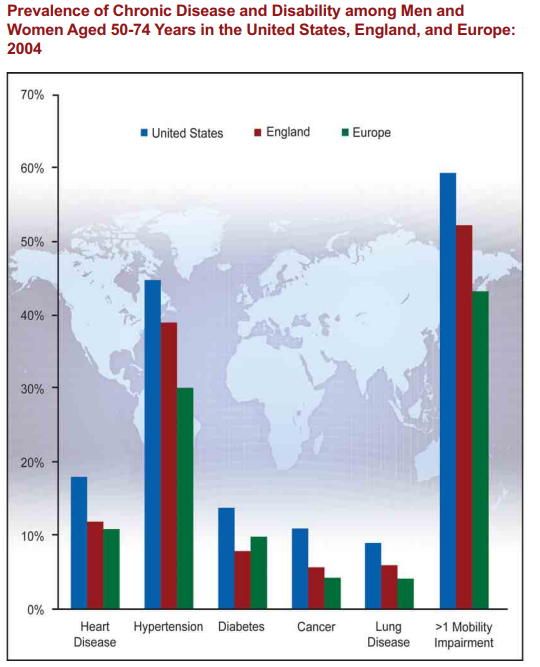 Prevalence of Chronic Disease and Disability among Men and
Women Aged 50-74 Years in the United States, England, and Europe:
2004
70%
United States England Europe
60%
50%
40%
30%
20%
10%
0%
Heart Disease
Hypertension
Diabetes
Cancer
Lung Disease
>1 Mobility Impairment